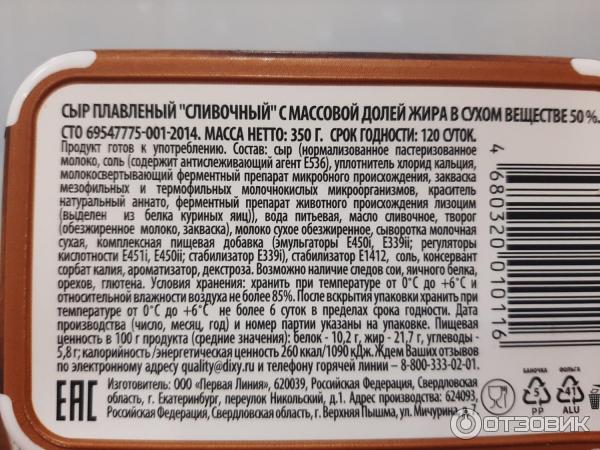 СЫР ПЛАВЛЕНЫЙ "СЛИВОЧНЫЙ" С МАССОВОЙ ДОЛЕЙ ЖИРА В СУХОМ ВЕЩЕСТВЕ 50 %.
СТО 69547775-001-2014. МАССА НЕТТО: 350 Г. СРОК ГОДНОСТИ: 120 СУТОК.
Продукт готов к употреблению. Состав: сыр (нормализованное пастеризованное
молоко, соль (содержит антислеживающий агент Е536), уплотнитель хлорид кальция,
молокосвертывающий ферментный препарат микробного происхождения, закваска
мезофильных и термофильных молочнокислых микроорганизмов, краситель
натуральный аннато, ферментный препарат животного происхождения лизоцим
(выделен из белка куриных яиц)), вода питьевая, масло сливочное, творог
(обезжиренное молоко, закваска), молоко сухое обезжиренное, сыворотка молочная
сухая, комплексная пищевая добавка (эмульгаторы Е450i, Е339ii; регуляторы
кислотности Е451i, Е450ii; стабилизатор Е339i), стабилизатор Е1412, соль, консервант
сорбат калия, ароматизатор, декстроза. Возможно наличие следов сои, яичного белка,
орехов, глютена. Условия хранения: хранить при температуре от 0°С до +6°С и
относительной влажности воздуха не более 85%. После вскрытия упаковки хранить при
температуре от 0°С до +6°С не более 6 суток в пределах срока годности. Дата
производства (число, месяц, год) и номер партии указаны на упаковке. Пищевая
ценность в 100 г продукта (средние значения): белок - 10,2 г, жир - 21,7 г, углеводы -
5,8 г; калорийность/энергетическая ценность 260 ккал/1090 кДж. Ждем Ваших отзывов
по электронному адресу quality@dixy.ru и телефону горячей линии – 8-800-333-02-01.
Изготовитель: ООО «Первая Линия», 620039, Российская Федерация, Свердловская
область, г. Екатеринбург, переулок Никольский, д.1. Адрес производства: 624093,
Российская Федерация, Свердловская область, г. Верхняя Пышма, ул. Мичурина, д. 7
EAC
4 680320 010116
БАНОЧКА
ФОЛЬГА
5
PP
41
ALU
ОТЗОВИК